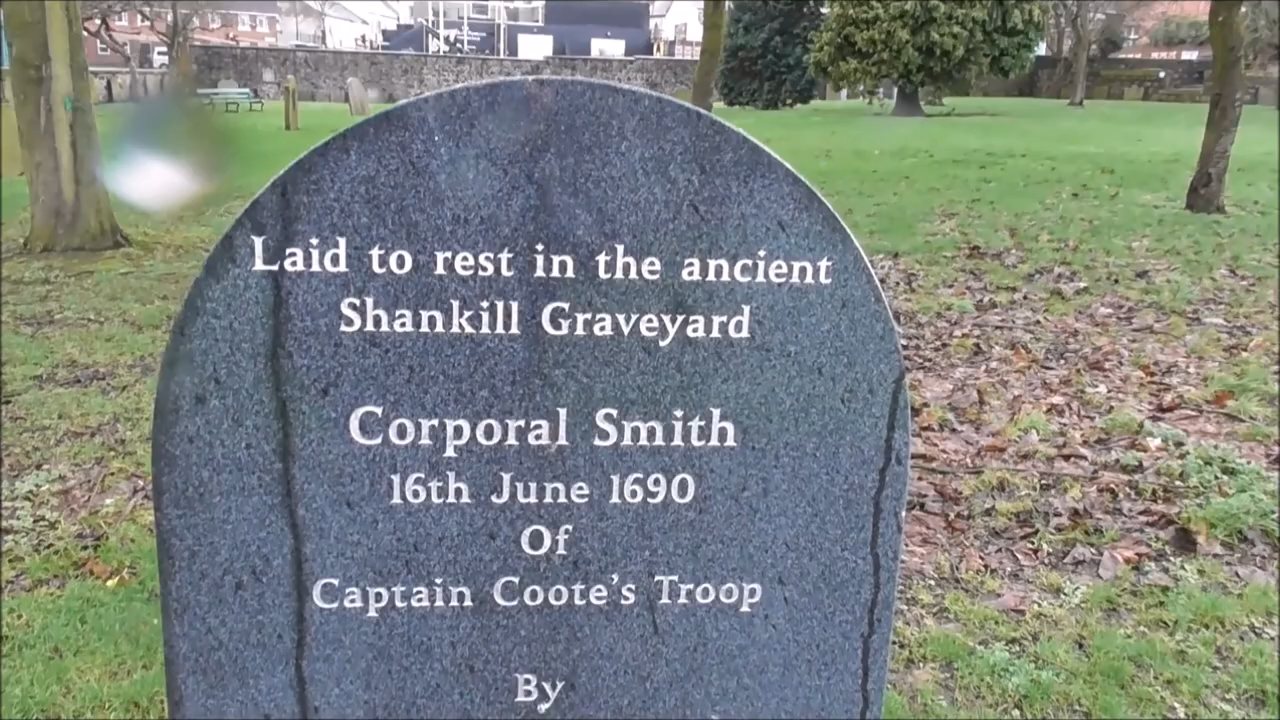 Laid to rest in the ancient
Shankill Graveyard
Corporal Smith
16th June 1690
Of
Captain Coote's Troop
By